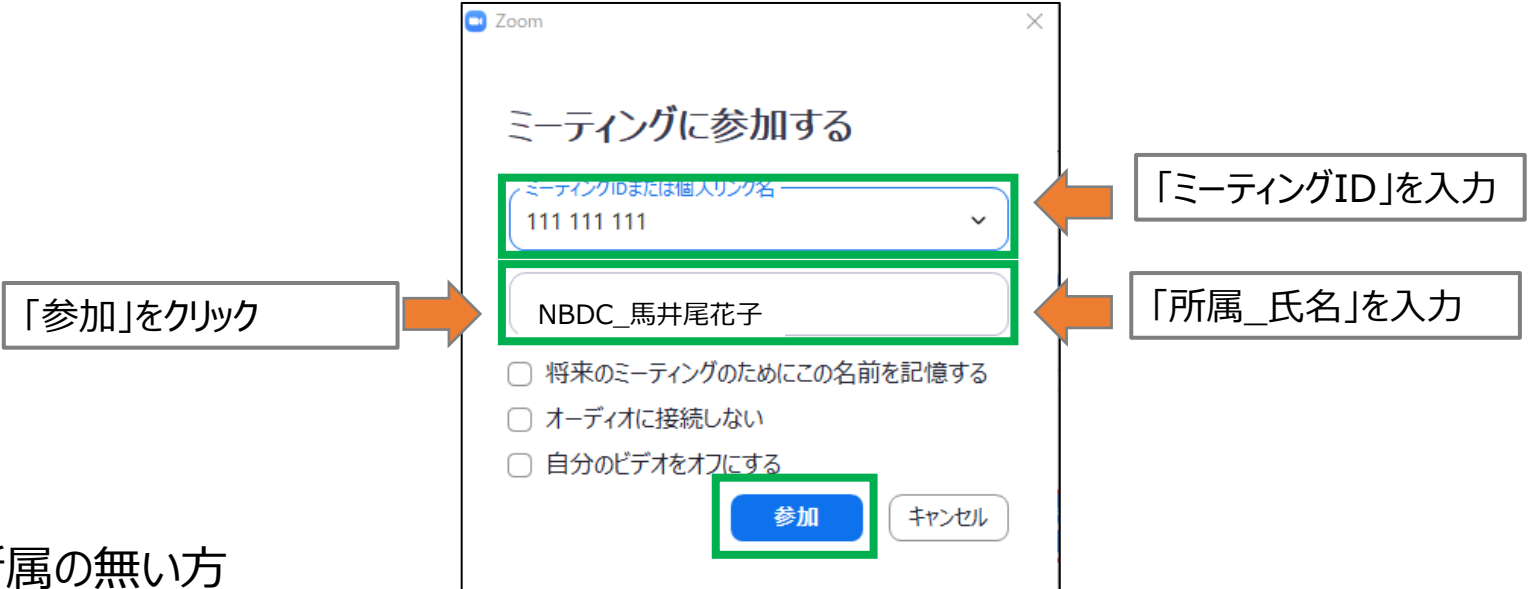 Zoom
ミーティングに参加する
ミーティングIDまたは個人リンク名
111 111 111
「ミーティングID」を入力
NBDC_馬井尾花子
「所属_氏名」を入力
「参加」をクリック
将来のミーティングのためにこの名前を記憶する
オーディオに接続しない
自分のビデオをオフにする
参加
キャンセル
所属の無い方